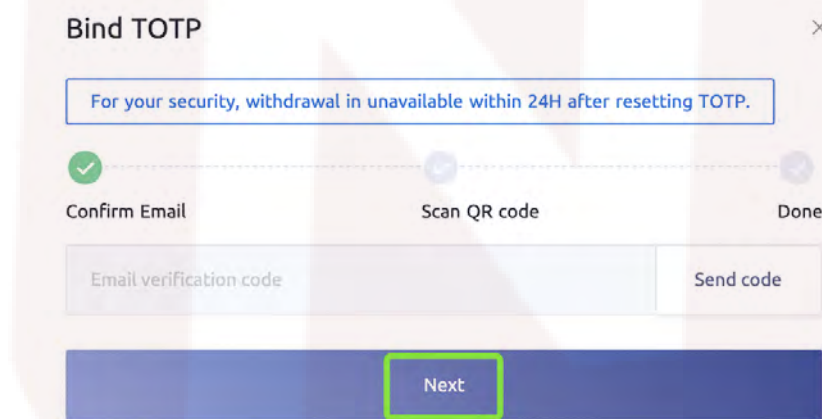 Bind TOTP
For your security, withdrawal in unavailable within 24H after resetting TOTP.
Confirm Email Scan QR code Done
Email verification code Send code
Next